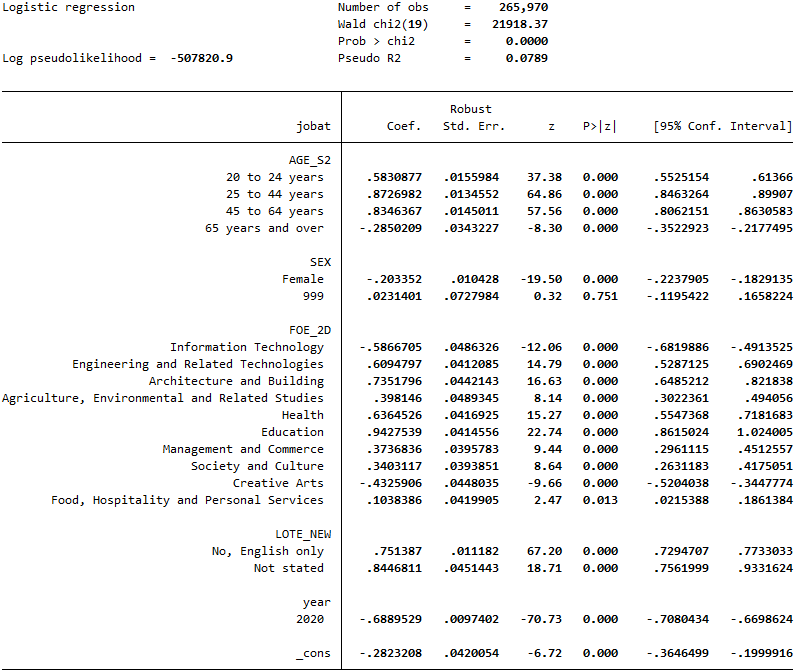 Logistic regression Number of obs = 265,970
Wald chi2(19) = 21918.37
Prob > chi2 = 0.0000
Log pseudolikelihood = -507820.9 Pseudo R2 = 0.0789
Robust
jobat Coef. Std. Err. z P>|z| [95% Conf. Interval]
AGE_S2
20 to 24 years .5830877 .0155984 37.38 0.000 .5525154 .61366
25 to 44 years .8726982 .0134552 64.86 0.000 .8463264 .89907
45 to 64 years .8346367 .0145011 57.56 0.000 .8062151 .8630583
65 years and over -.2850209 .0343227 -8.30 0.000 -.3522923 -.2177495
SEX
Female -.203352 .010428 -19.50 0.000 -.2237905 -.1829135
999 .0231401 .0727984 0.32 0.751 -.1195422 .1658224
FOE_2D
Information Technology -.5866705 .0486326 -12.06 0.000 -.6819886 -.4913525
Engineering and Related Technologies .6094797 .0412085 14.79 0.000 .5287125 .6902469
Architecture and Building .7351796 .0442143 16.63 0.000 .6485212 .821838
Agriculture, Environmental and Related Studies .398146 .0489345 8.14 0.000 .3022361 .494056
Health .6364526 .0416925 15.27 0.000 .5547368 .7181683
Education .9427539 .0414556 22.74 0.000 .8615024 1.024005
Management and Commerce .3736836 .0395783 9.44 0.000 .2961115 .4512557
Society and Culture .3403117 .0393851 8.64 0.000 .2631183 .4175051
Creative Arts -.4325906 .0448035 -9.66 0.000 -.5204038 -.3447774
Food, Hospitality and Personal Services .1038386 .0419905 2.47 0.013 .0215388 .1861384
LOTE_NEW
No, English only .751387 .011182 67.20 0.000 .7294707 .7733033
Not stated .8446811 .0451443 18.71 0.000 .7561999 .9331624
year
2020 -.6889529 .0097402 -70.73 0.000 -.7080434 -.6698624
_cons -.2823208 .0420054 -6.72 0.000 -.3646499 -.1999916